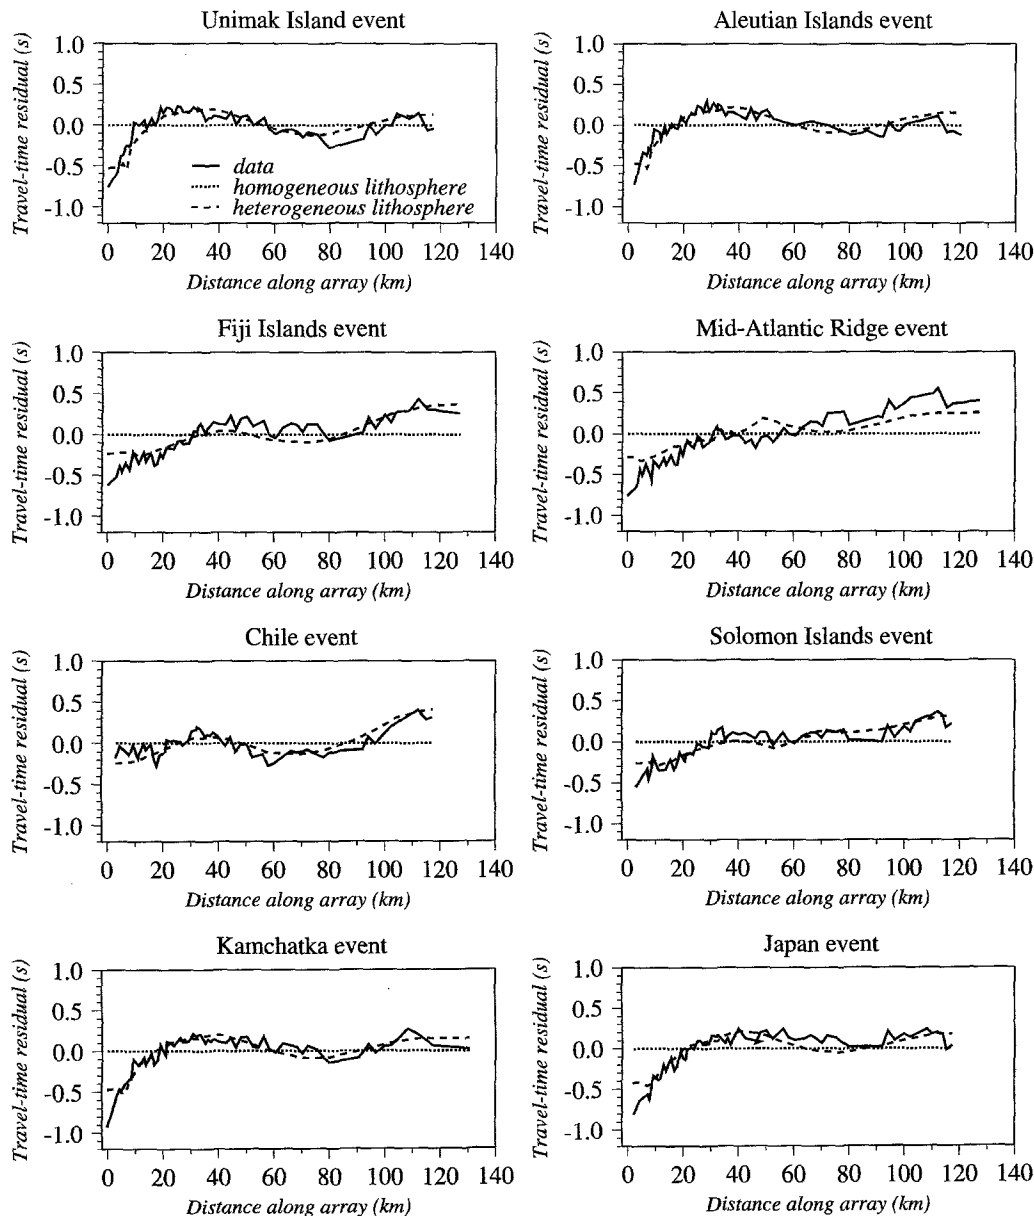 Unimak Island event
Travel-time residual (s)
1.0
0.5
0.0
-0.5
-1.0
data
homogeneous lithosphere
heterogeneous lithosphere
0 20 40 60 80 100 120 140
Distance along array (km)
Aleutian Islands event
Travel-time residual (s)
1.0
0.5
0.0
-0.5
-1.0
0 20 40 60 80 100 120 140
Distance along array (km)
Fiji Islands event
Travel-time residual (s)
1.0
0.5
0.0
-0.5
-1.0
0 20 40 60 80 100 120 140
Distance along array (km)
Mid-Atlantic Ridge event
Travel-time residual (s)
1.0
0.5
0.0
-0.5
-1.0
0 20 40 60 80 100 120 140
Distance along array (km)
Chile event
Travel-time residual (s)
1.0
0.5
0.0
-0.5
-1.0
0 20 40 60 80 100 120 140
Distance along array (km)
Solomon Islands event
Travel-time residual (s)
1.0
0.5
0.0
-0.5
-1.0
0 20 40 60 80 100 120 140
Distance along array (km)
Kamchatka event
Travel-time residual (s)
1.0
0.5
0.0
-0.5
-1.0
0 20 40 60 80 100 120 140
Distance along array (km)
Japan event
Travel-time residual (s)
1.0
0.5
0.0
-0.5
-1.0
0 20 40 60 80 100 120 140
Distance along array (km)